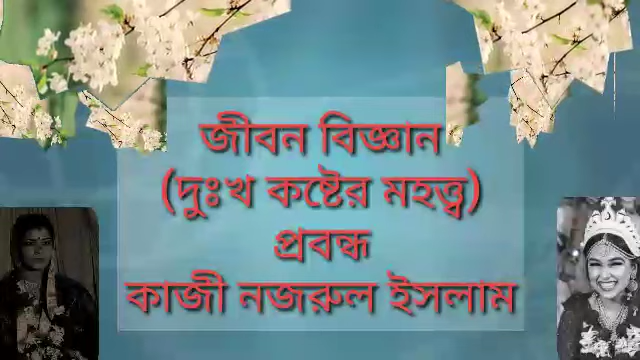 জীবন বিজ্ঞান
(দুঃখ কষ্টের মহত্ত্ব)
প্রবন্ধ
কাজী নজরুল ইসলাম